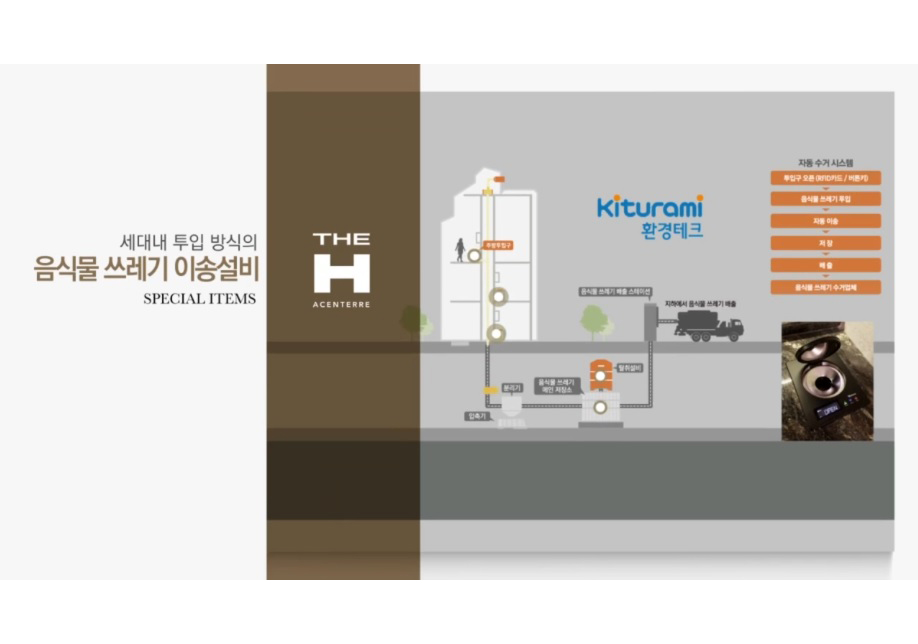 세대내 투입 방식의
음식물 쓰레기 이송설비
SPECIAL ITEMS
THE
H
ACENTERRE
Kiturami
환경테크
자동 수거 시스템
투입구 오픈 (RFID카드 / 버튼키)
음식물 쓰레기 투입
자동 이송
저 장
배 출
음식물 쓰레기 수거업체
주방투입구
음식물 쓰레기 배출 스테이션
지하에서 음식물 쓰레기 배출
탈취설비
음식물 쓰레기
메인 저장소
분리기
압축기
OPEN